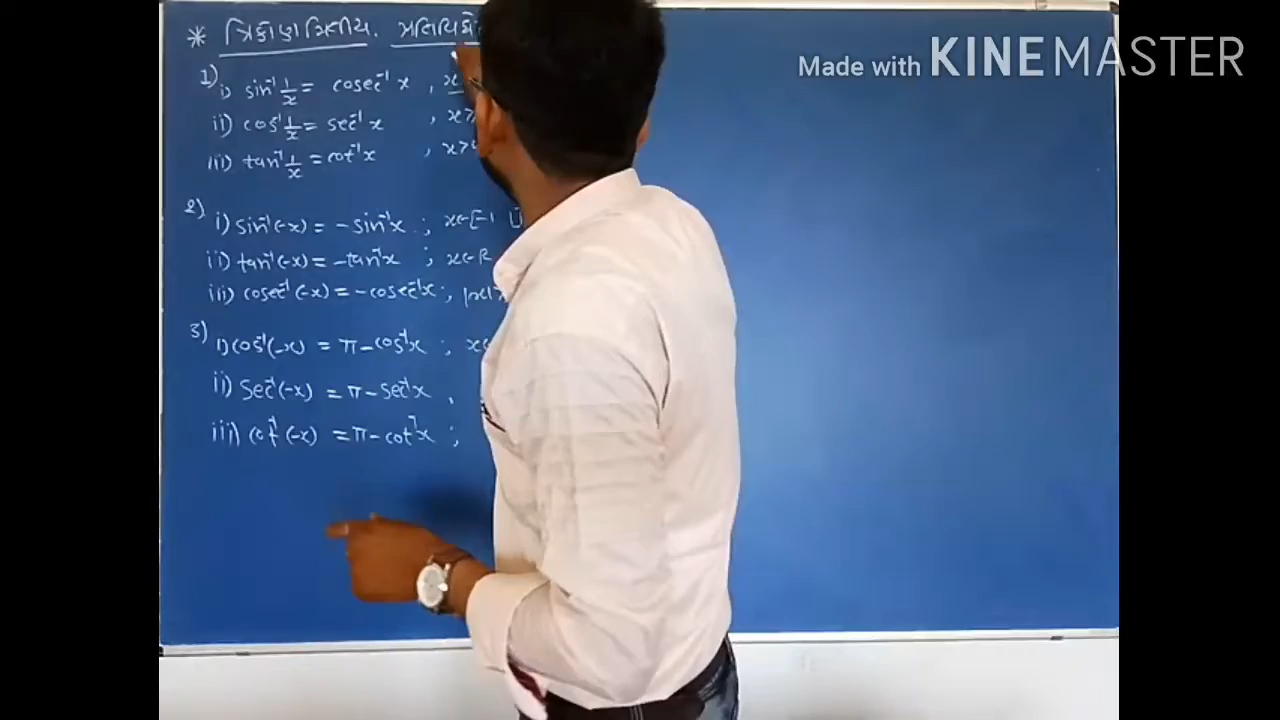 * ત્રિકોણમિતીય.
Made with KINEMASTER
1) i) sin⁻¹ 1/x = cosec⁻¹ x , x
ii) cos⁻¹ 1/x = sec⁻¹ x , x≥
iii) tan⁻¹ 1/x = cot⁻¹ x , x>
2) i) sin⁻¹(-x) = -sin⁻¹x . ; x∈[-1
ii) tan⁻¹(-x) = -tan⁻¹x ; x∈R
iii) cosec⁻¹(-x) = -cosec⁻¹x ; |x|≥
3) i) cos⁻¹(-x) = π-cos⁻¹x ; x∈
ii) sec⁻¹(-x) = π-sec⁻¹x ,
iii) cot⁻¹(-x) = π-cot⁻¹x ;